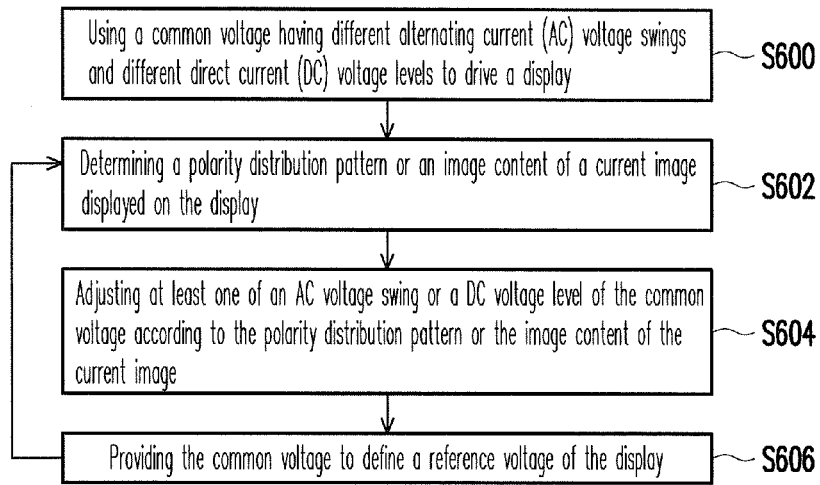 Using a common voltage having different alternating current (AC) voltage swings
and different direct current (DC) voltage levels to drive a display
S600
Determining a polarity distribution pattern or an image content of a current image
displayed on the display
S602
Adjusting at least one of an AC voltage swing or a DC voltage level of the common
voltage according to the polarity distribution pattern or the image content of the
current image
S604
Providing the common voltage to define a reference voltage of the display
S606